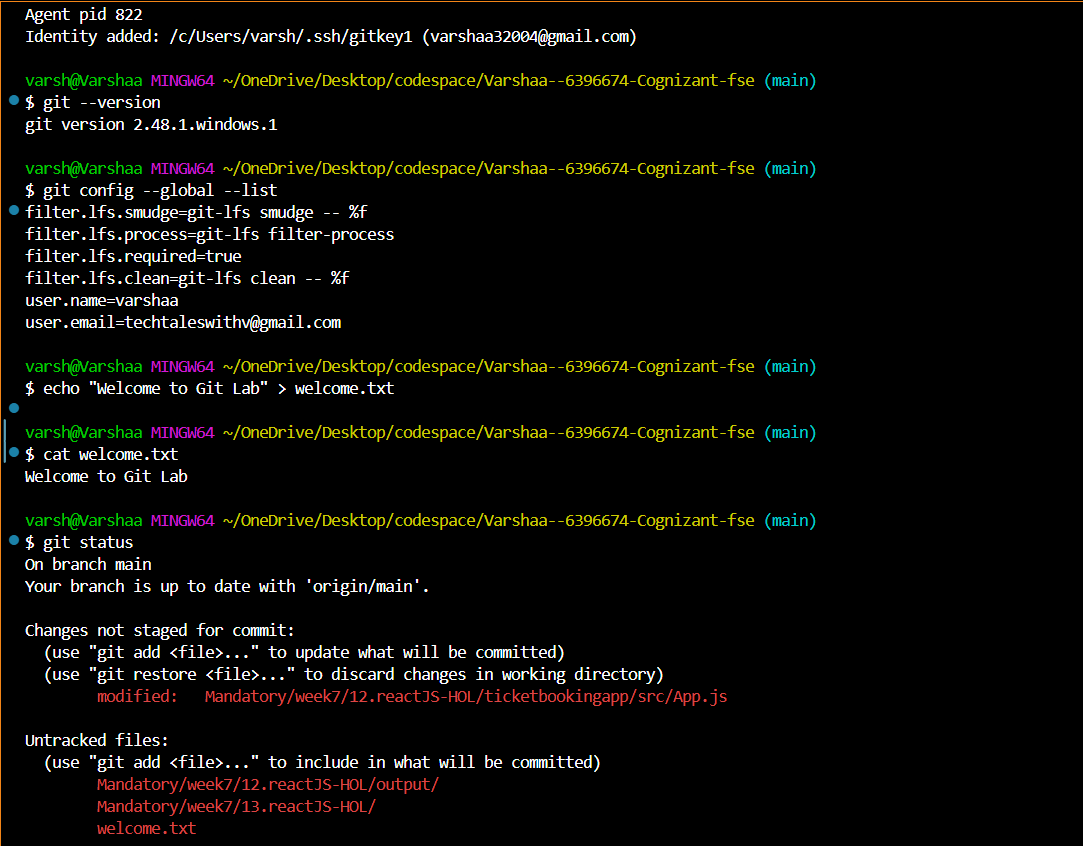 Agent pid 822
Identity added: /c/Users/varsh/.ssh/gitkey1 (varshaa32004@gmail.com)
varsh@Varshaa MINGW64 ~/OneDrive/Desktop/codespace/Varshaa--6396674-Cognizant-fse (main)
$ git --version
git version 2.48.1.windows.1
varsh@Varshaa MINGW64 ~/OneDrive/Desktop/codespace/Varshaa--6396674-Cognizant-fse (main)
$ git config --global --list
filter.lfs.smudge=git-lfs smudge -- %f
filter.lfs.process=git-lfs filter-process
filter.lfs.required=true
filter.lfs.clean=git-lfs clean -- %f
user.name=varshaa
user.email=techtaleswithv@gmail.com
varsh@Varshaa MINGW64 ~/OneDrive/Desktop/codespace/Varshaa--6396674-Cognizant-fse (main)
$ echo "Welcome to Git Lab" > welcome.txt
varsh@Varshaa MINGW64 ~/OneDrive/Desktop/codespace/Varshaa--6396674-Cognizant-fse (main)
$ cat welcome.txt
Welcome to Git Lab
varsh@Varshaa MINGW64 ~/OneDrive/Desktop/codespace/Varshaa--6396674-Cognizant-fse (main)
$ git status
On branch main
Your branch is up to date with 'origin/main'.
Changes not staged for commit:
  (use "git add <file>..." to update what will be committed)
  (use "git restore <file>..." to discard changes in working directory)
        modified:   Mandatory/week7/12.reactJS-HOL/ticketbookingapp/src/App.js
Untracked files:
  (use "git add <file>..." to include in what will be committed)
        Mandatory/week7/12.reactJS-HOL/output/
        Mandatory/week7/13.reactJS-HOL/
        welcome.txt